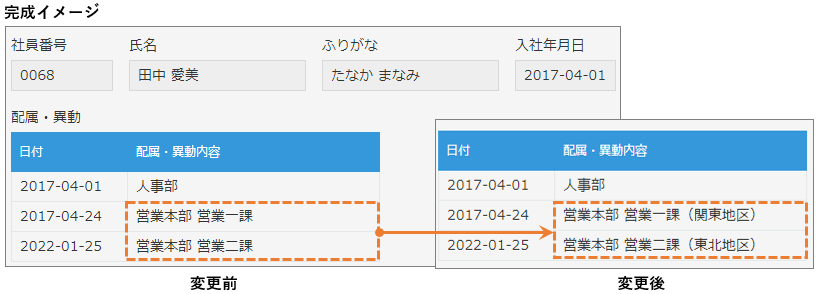 完成イメージ
社員番号 氏名 ふりがな 入社年月日
0068 田中 愛美 たなか まなみ 2017-04-01
配属・異動
日付 配属・異動内容
2017-04-01 人事部
2017-04-24 営業本部 営業一課
2022-01-25 営業本部 営業二課
変更前
日付 配属・異動内容
2017-04-01 人事部
2017-04-24 営業本部 営業一課（関東地区）
2022-01-25 営業本部 営業二課（東北地区）
変更後